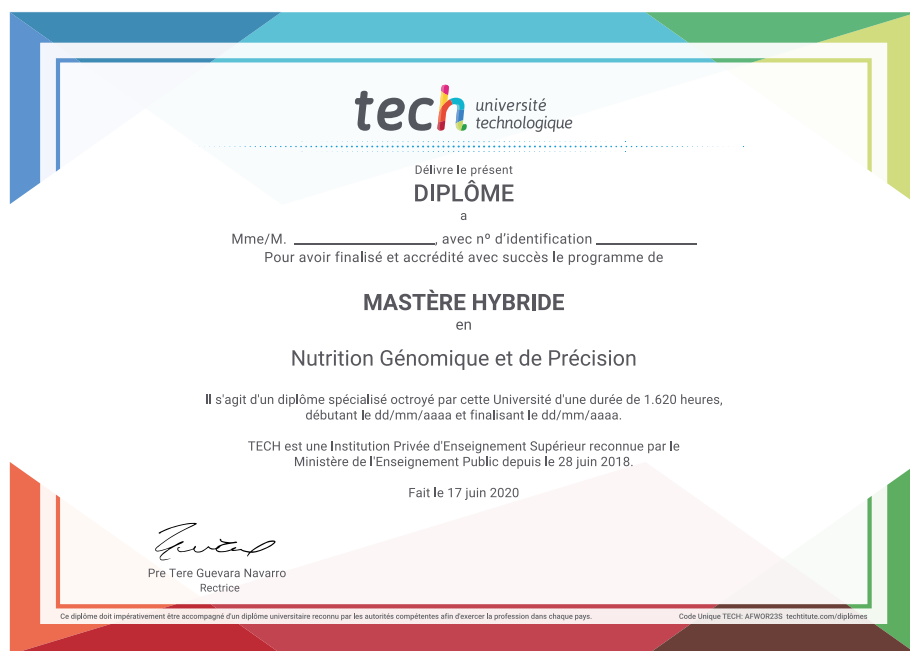 tech université
technologique
Délivre le présent
DIPLÔME
a
Mme/M. ____________________, avec nº d'identification ______________
Pour avoir finalisé et accrédité avec succès le programme de
MASTÈRE HYBRIDE
en
Nutrition Génomique et de Précision
Il s'agit d'un diplôme spécialisé octroyé par cette Université d'une durée de 1.620 heures,
débutant le dd/mm/aaaa et finalisant le dd/mm/aaaa.
TECH est une Institution Privée d'Enseignement Supérieur reconnue par le
Ministère de l'Enseignement Public depuis le 28 juin 2018.
Fait le 17 juin 2020
Pre Tere Guevara Navarro
Rectrice
Ce diplôme doit impérativement être accompagné d'un diplôme universitaire reconnu par les autorités compétentes afin d'exercer la profession dans chaque pays.
Code Unique TECH: AFWOR23S techtitute.com/diplômes